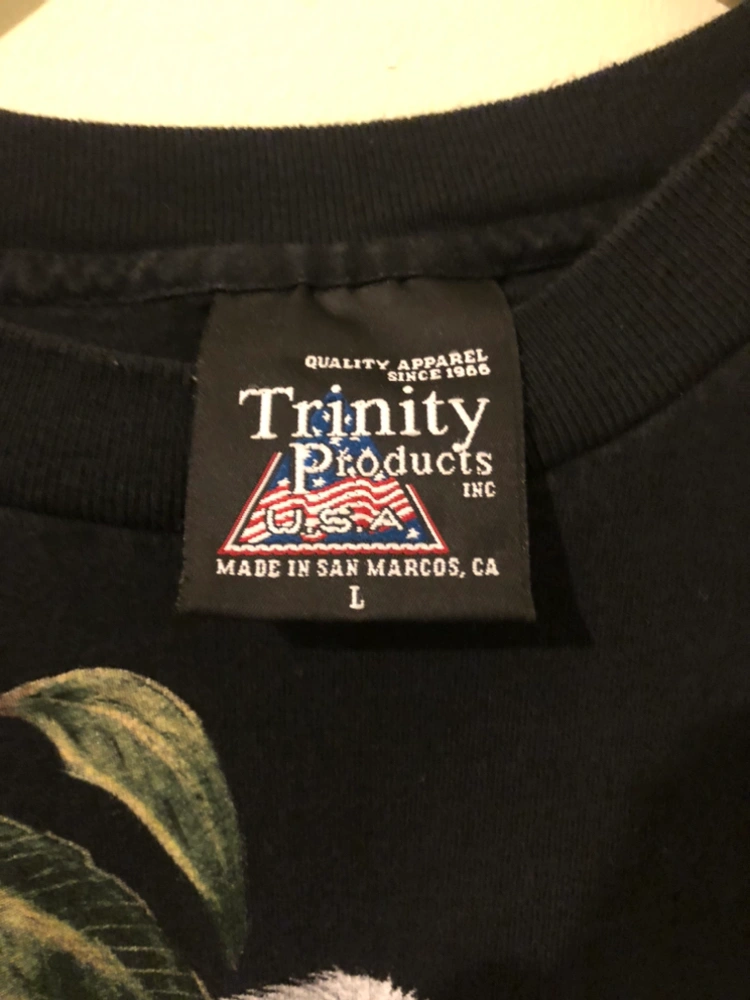 QUALITY APPAREL
SINCE 1966
Trinity
Products
INC
U.S.A
MADE IN SAN MARCOS, CA
L